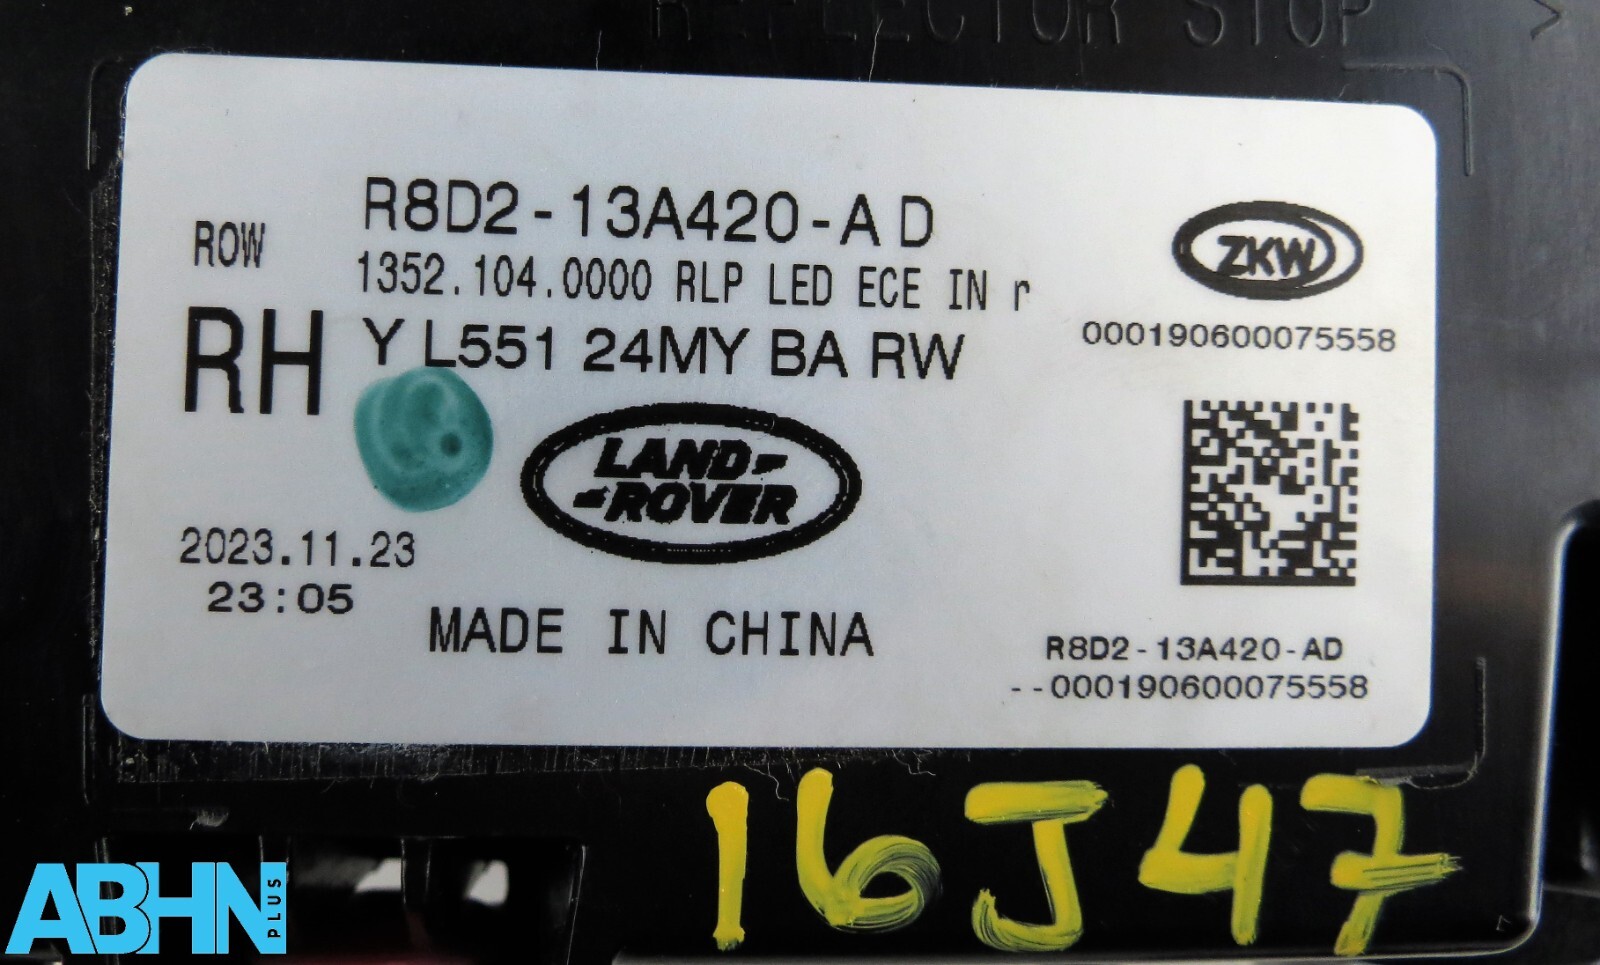 REFLECTOR STOP >
ROW
R8D2-13A420-AD
1352.104.0000 RLP LED ECE IN r
RH
Y L551 24MY BA RW
ZKW
000190600075558
LAND-
-ROVER
2023.11.23
23:05
MADE IN CHINA
R8D2-13A420-AD
--000190600075558
16J47
ABHN
PLUS